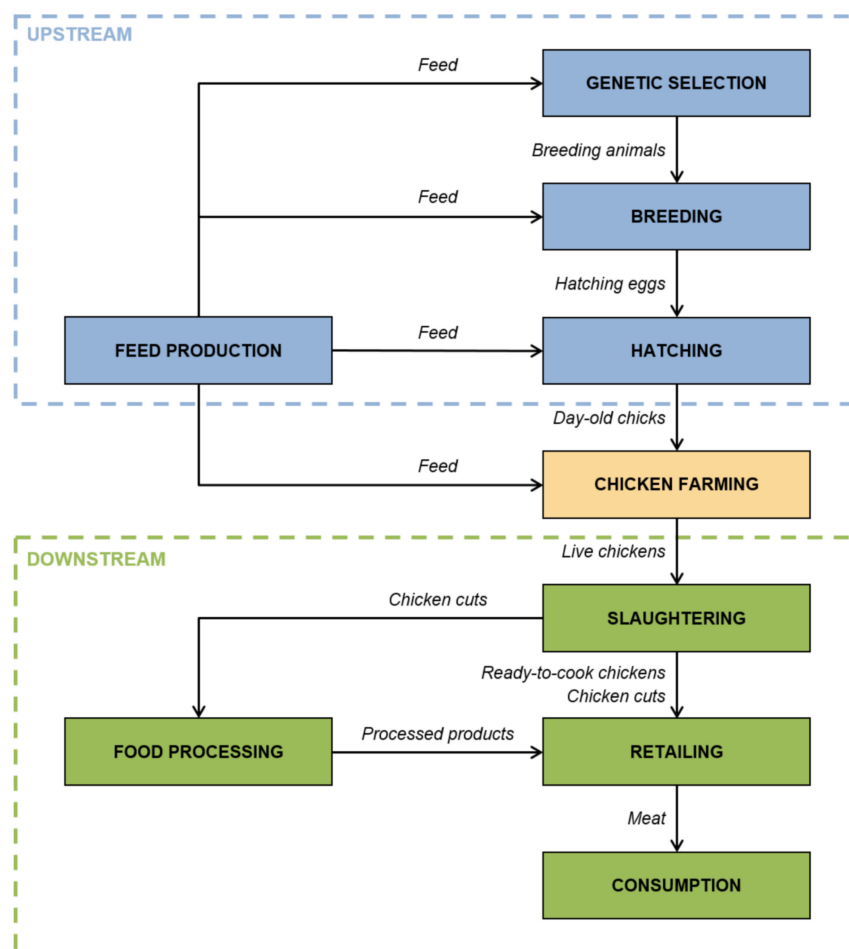 UPSTREAM
Feed
GENETIC SELECTION
Breeding animals
Feed
BREEDING
Hatching eggs
FEED PRODUCTION
Feed
HATCHING
Day-old chicks
Feed
CHICKEN FARMING
DOWNSTREAM
Live chickens
Chicken cuts
SLAUGHTERING
Ready-to-cook chickens
Chicken cuts
FOOD PROCESSING
Processed products
RETAILING
Meat
CONSUMPTION